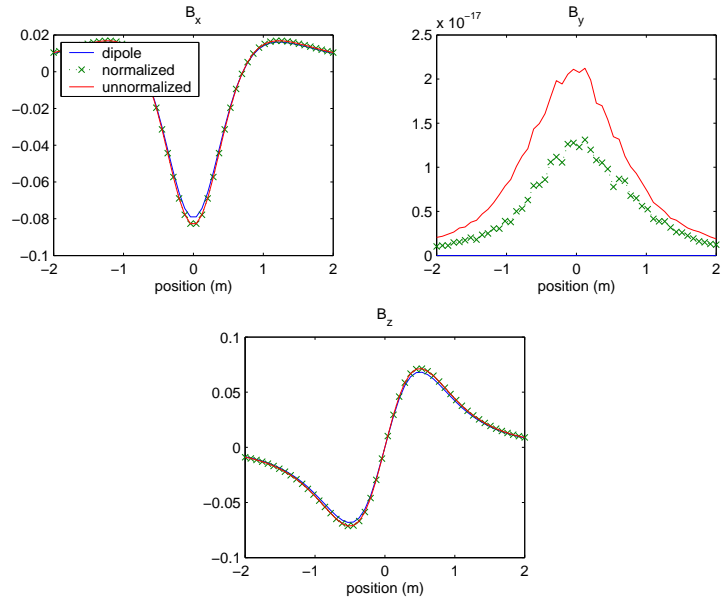 B_x
0.02
0
−0.02
−0.04
−0.06
−0.08
−0.1
dipole
normalized
unnormalized
−2 −1 0 1 2
position (m)
x 10⁻¹⁷
B_y
2.5
2
1.5
1
0.5
0
−2 −1 0 1 2
position (m)
B_z
0.1
0.05
0
−0.05
−0.1
−2 −1 0 1 2
position (m)